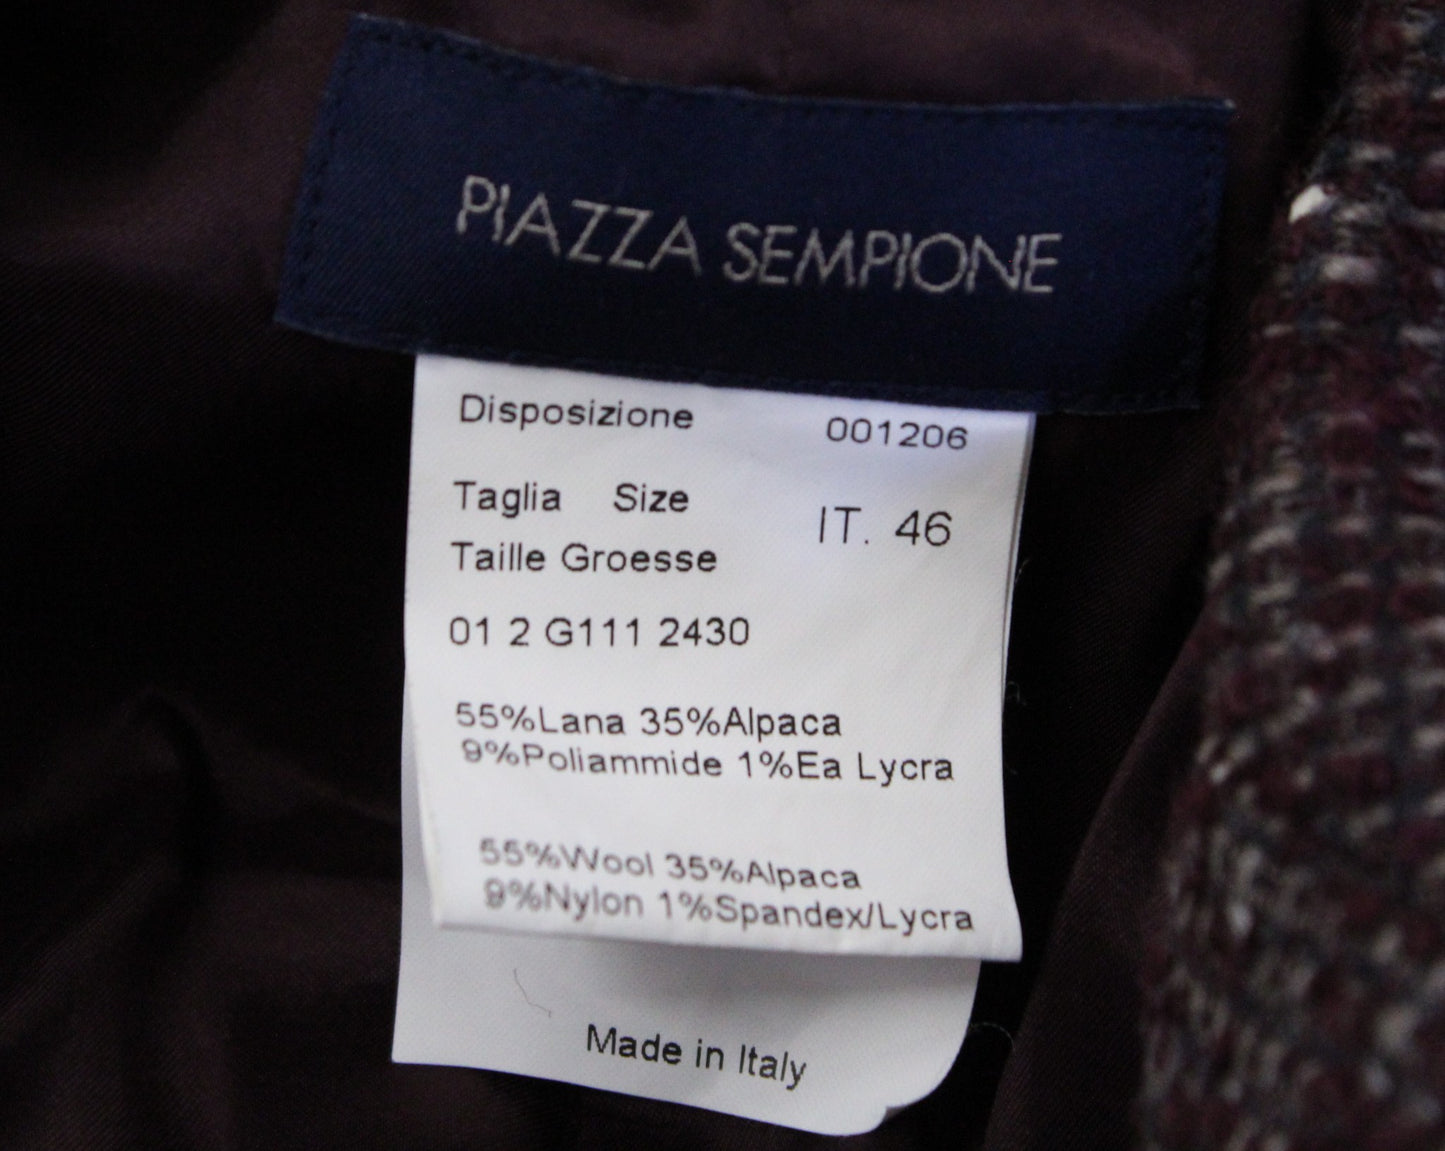 PIAZZA SEMPIONE
Disposizione 001206
Taglia Size IT. 46
Taille Groesse
01 2 G111 2430
55%Lana 35%Alpaca
9%Poliammide 1%Ea Lycra
55%Wool 35%Alpaca
9%Nylon 1%Spandex/Lycra
Made in Italy